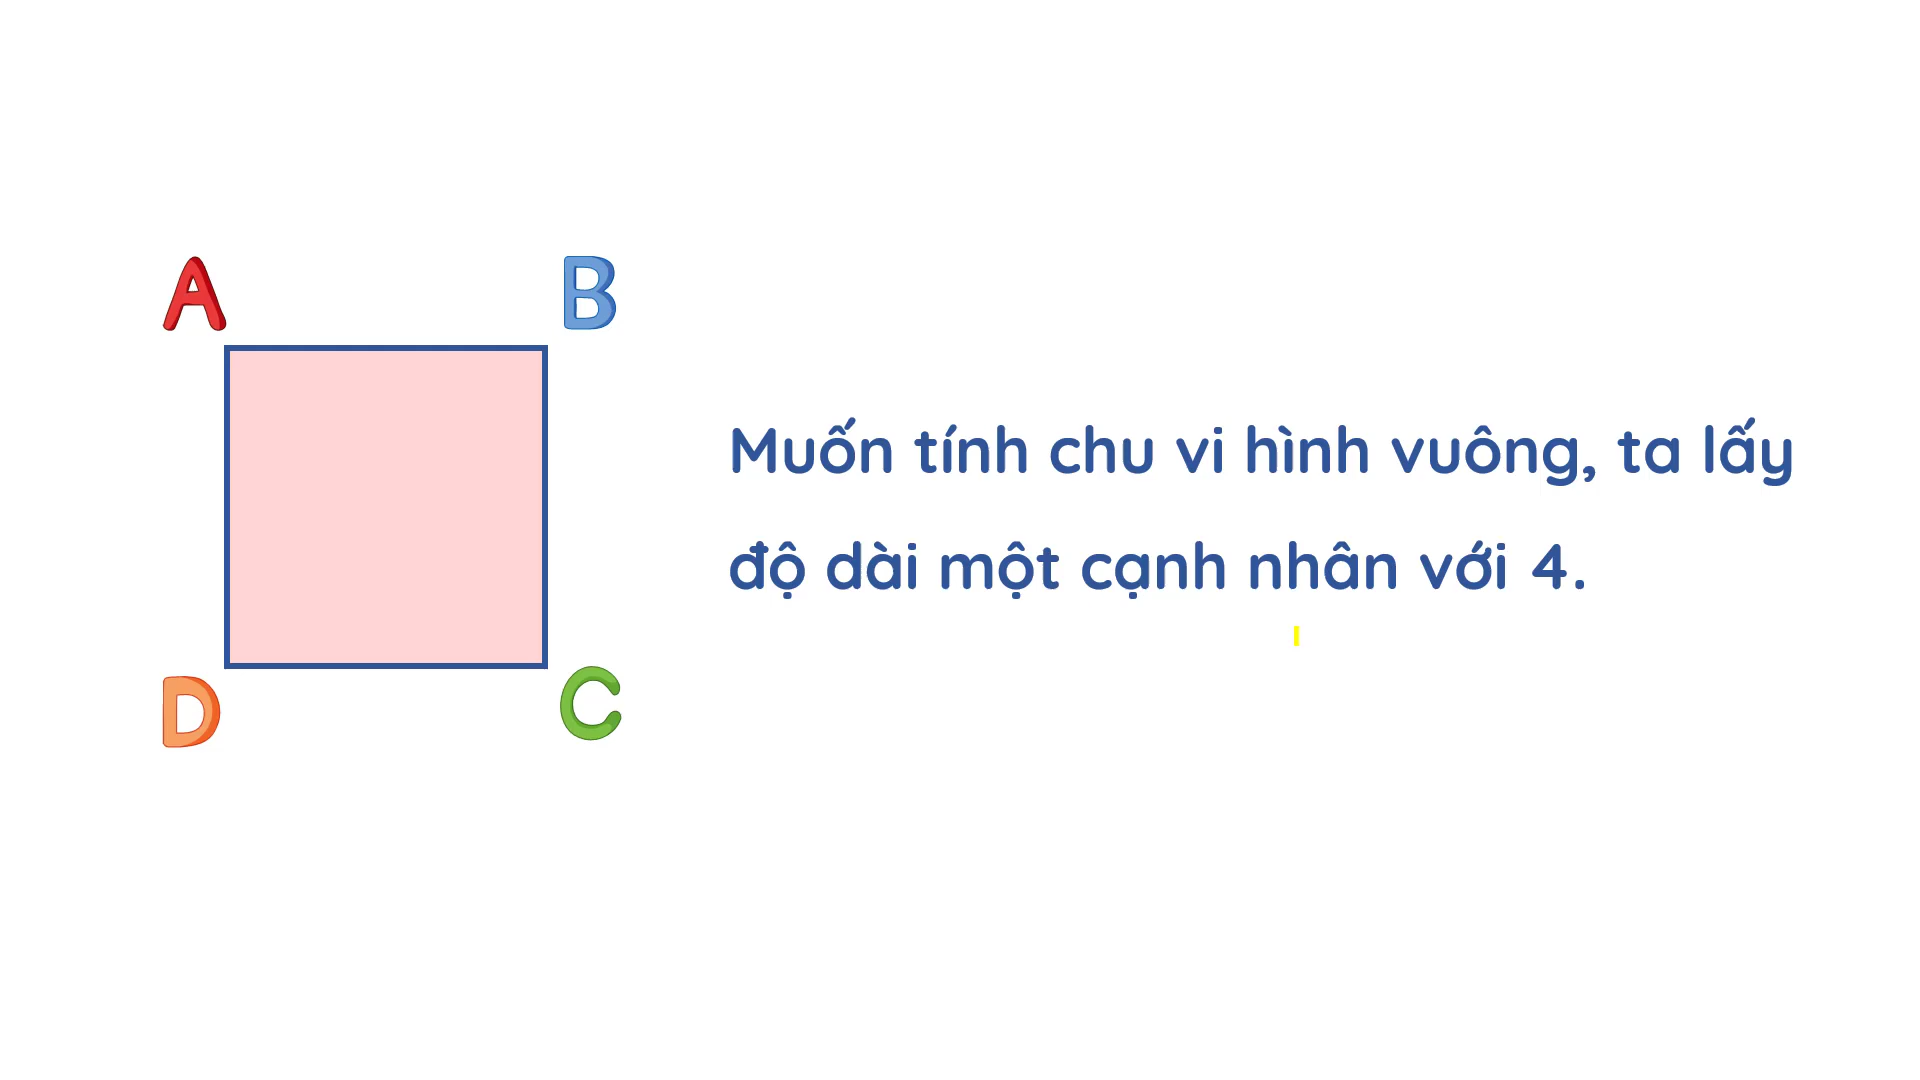 A B
Muốn tính chu vi hình vuông, ta lấy
độ dài một cạnh nhân với 4.
D C